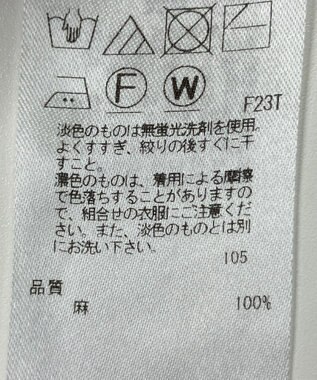 F W F23T
淡色のものは無蛍光洗剤を使用。
よくすすぎ、絞りの後すぐに干
すこと。
濃色のものは、着用による摩擦
で色落ちすることがありますの
で、組合せの衣服にご注意くだ
さい。また、淡色のものとは別
にお洗い下さい。
105
品質
麻 100%